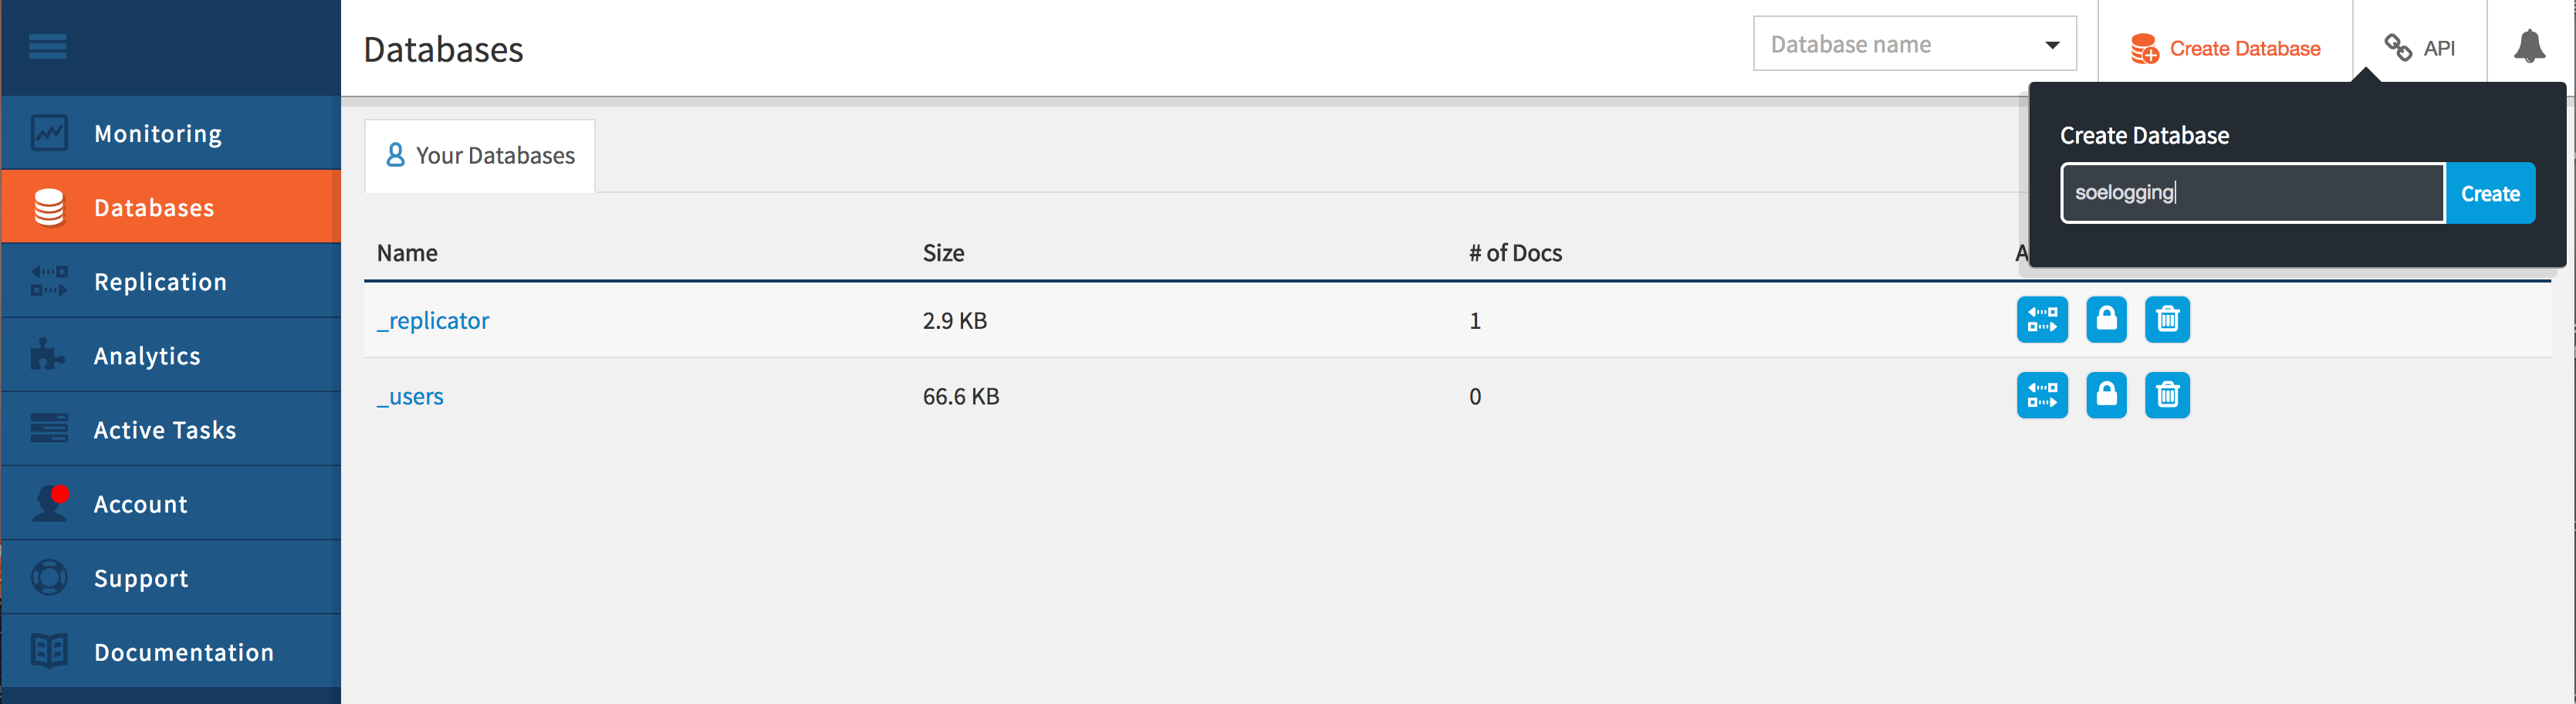 Databases
Database name
Create Database
API
Monitoring
Databases
Replication
Analytics
Active Tasks
Account
Support
Documentation
Your Databases
Create Database
soelogging
Create
Name Size # of Docs A
_replicator 2.9 KB 1
_users 66.6 KB 0